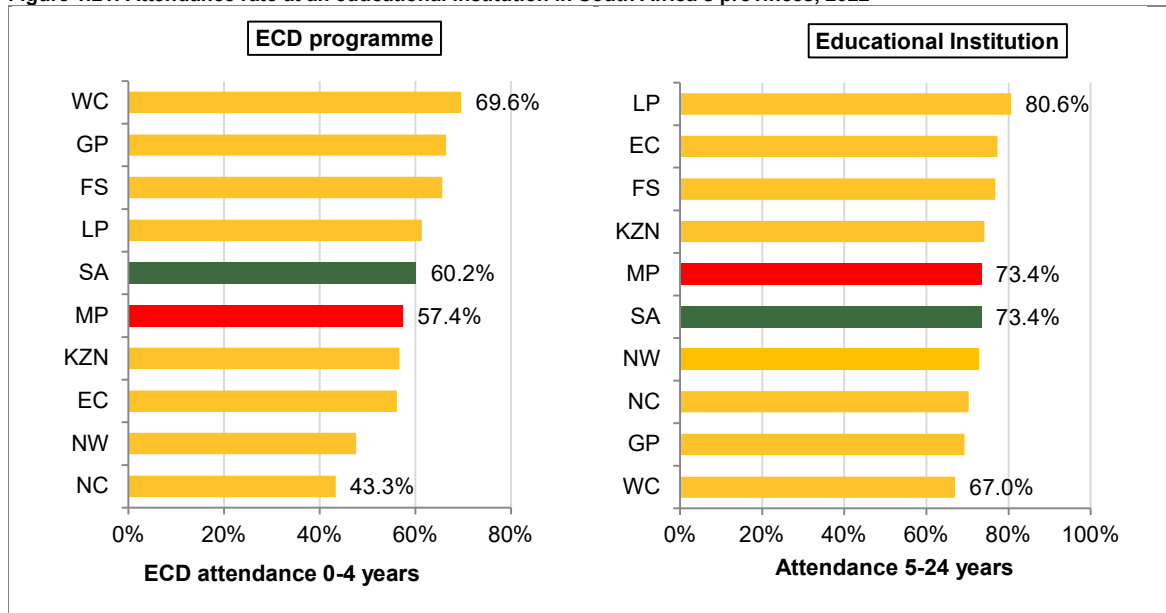 ECD programme
WC
69.6%
GP
FS
LP
SA
60.2%
MP
57.4%
KZN
EC
NW
NC
43.3%
0%
20%
40%
60%
80%
ECD attendance 0-4 years
Educational Institution
LP
80.6%
EC
FS
KZN
MP
73.4%
SA
73.4%
NW
NC
GP
WC
67.0%
0%
20%
40%
60%
80%
100%
Attendance 5-24 years